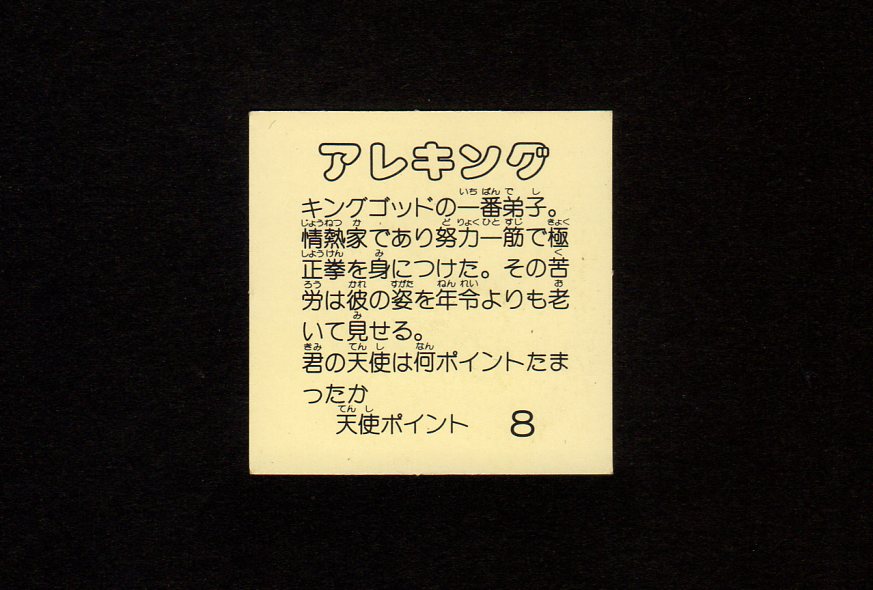 アレキング
キングゴッドの一番弟子。
情熱家であり努力一筋で極
正拳を身につけた。その苦
労は彼の姿を年令よりも老
いて見せる。
君の天使は何ポイントたま
ったか
天使ポイント 8